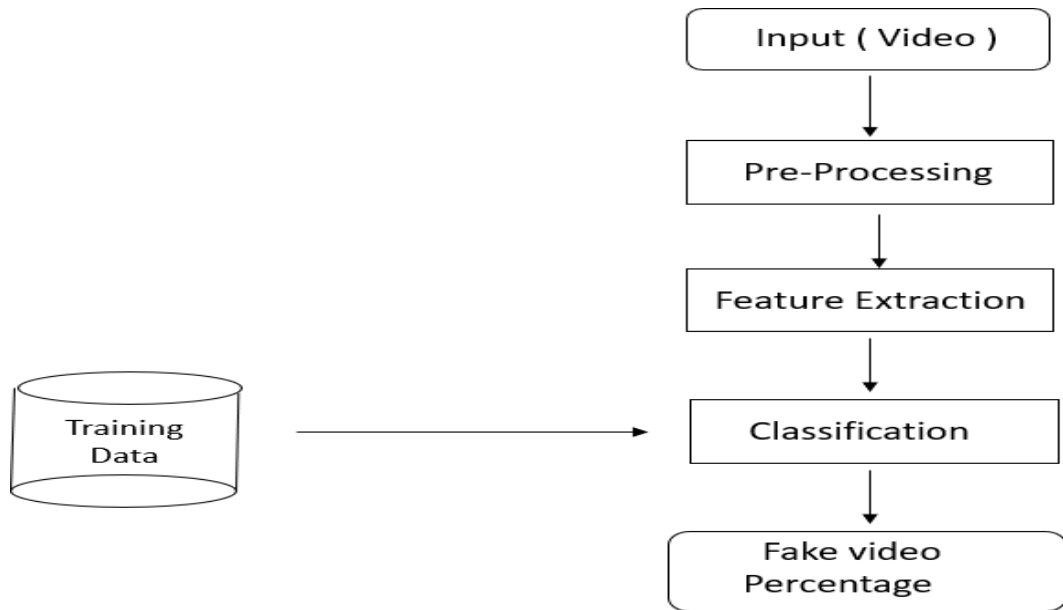 Input ( Video )
Pre-Processing
Feature Extraction
Training
Data
Classification
Fake video
Percentage